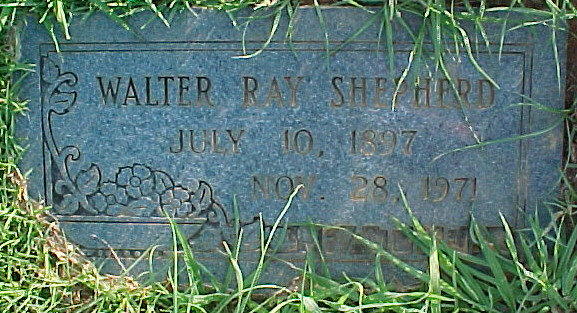 WALTER RAY SHEPHERD
JULY 10, 1897
NOV. 28, 1971